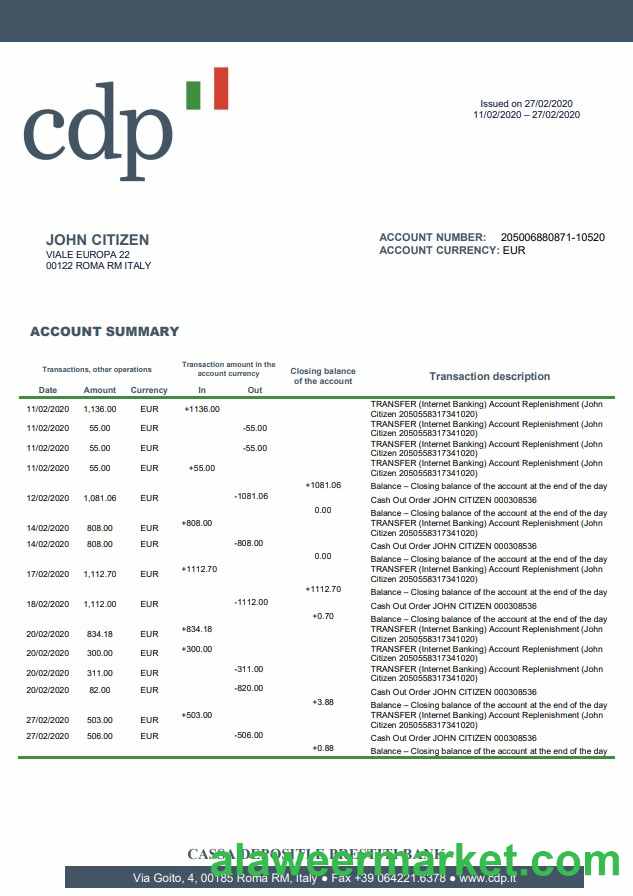 cdp
Issued on 27/02/2020
11/02/2020 – 27/02/2020
JOHN CITIZEN
VIALE EUROPA 22
00122 ROMA RM ITALY
ACCOUNT NUMBER: 205006880871-10520
ACCOUNT CURRENCY: EUR
ACCOUNT SUMMARY
Transactions, other operations
Transaction amount in the account currency
Closing balance of the account
Transaction description
Date Amount Currency In Out
11/02/2020 1,136.00 EUR +1136.00 TRANSFER (Internet Banking) Account Replenishment (John
Citizen 2050558317341020)
11/02/2020 55.00 EUR -55.00 TRANSFER (Internet Banking) Account Replenishment (John
Citizen 2050558317341020)
11/02/2020 55.00 EUR -55.00 TRANSFER (Internet Banking) Account Replenishment (John
Citizen 2050558317341020)
11/02/2020 55.00 EUR +55.00 TRANSFER (Internet Banking) Account Replenishment (John
Citizen 2050558317341020)
+1081.06 Balance – Closing balance of the account at the end of the day
12/02/2020 1,081.06 EUR -1081.06 Cash Out Order JOHN CITIZEN 000308536
0.00 Balance – Closing balance of the account at the end of the day
14/02/2020 808.00 EUR +808.00 TRANSFER (Internet Banking) Account Replenishment (John
Citizen 2050558317341020)
14/02/2020 808.00 EUR -808.00 Cash Out Order JOHN CITIZEN 000308536
0.00 Balance – Closing balance of the account at the end of the day
17/02/2020 1,112.70 EUR +1112.70 TRANSFER (Internet Banking) Account Replenishment (John
Citizen 2050558317341020)
+1112.70 Balance – Closing balance of the account at the end of the day
18/02/2020 1,112.00 EUR -1112.00 Cash Out Order JOHN CITIZEN 000308536
+0.70 Balance – Closing balance of the account at the end of the day
20/02/2020 834.18 EUR +834.18 TRANSFER (Internet Banking) Account Replenishment (John
Citizen 2050558317341020)
20/02/2020 300.00 EUR +300.00 TRANSFER (Internet Banking) Account Replenishment (John
Citizen 2050558317341020)
20/02/2020 311.00 EUR -311.00 TRANSFER (Internet Banking) Account Replenishment (John
Citizen 2050558317341020)
20/02/2020 82.00 EUR -820.00 Cash Out Order JOHN CITIZEN 000308536
+3.88 Balance – Closing balance of the account at the end of the day
27/02/2020 503.00 EUR +503.00 TRANSFER (Internet Banking) Account Replenishment (John
Citizen 2050558317341020)
27/02/2020 506.00 EUR -506.00 Cash Out Order JOHN CITIZEN 000308536
+0.88 Balance – Closing balance of the account at the end of the day
CASSA DEPOSITI E PRESTITI BANK
alaweermarket.com
Via Goito, 4, 00185 Roma RM, Italy ● Fax +39 064221.6378 ● www.cdp.it